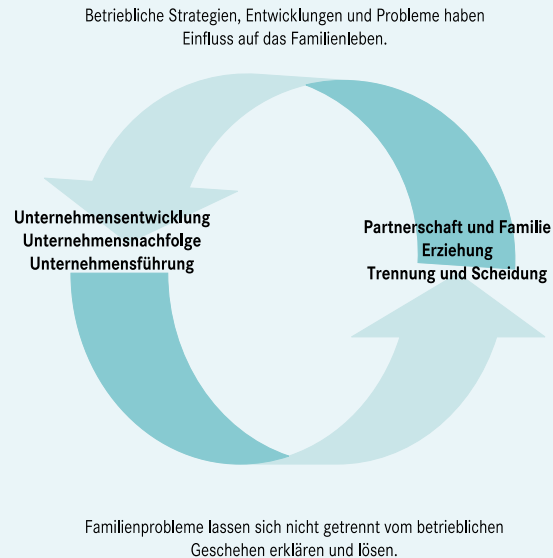 Betriebliche Strategien, Entwicklungen und Probleme haben
Einfluss auf das Familienleben.
Unternehmensentwicklung
Unternehmensnachfolge
Unternehmensführung
Partnerschaft und Familie
Erziehung
Trennung und Scheidung
Familienprobleme lassen sich nicht getrennt vom betrieblichen
Geschehen erklären und lösen.